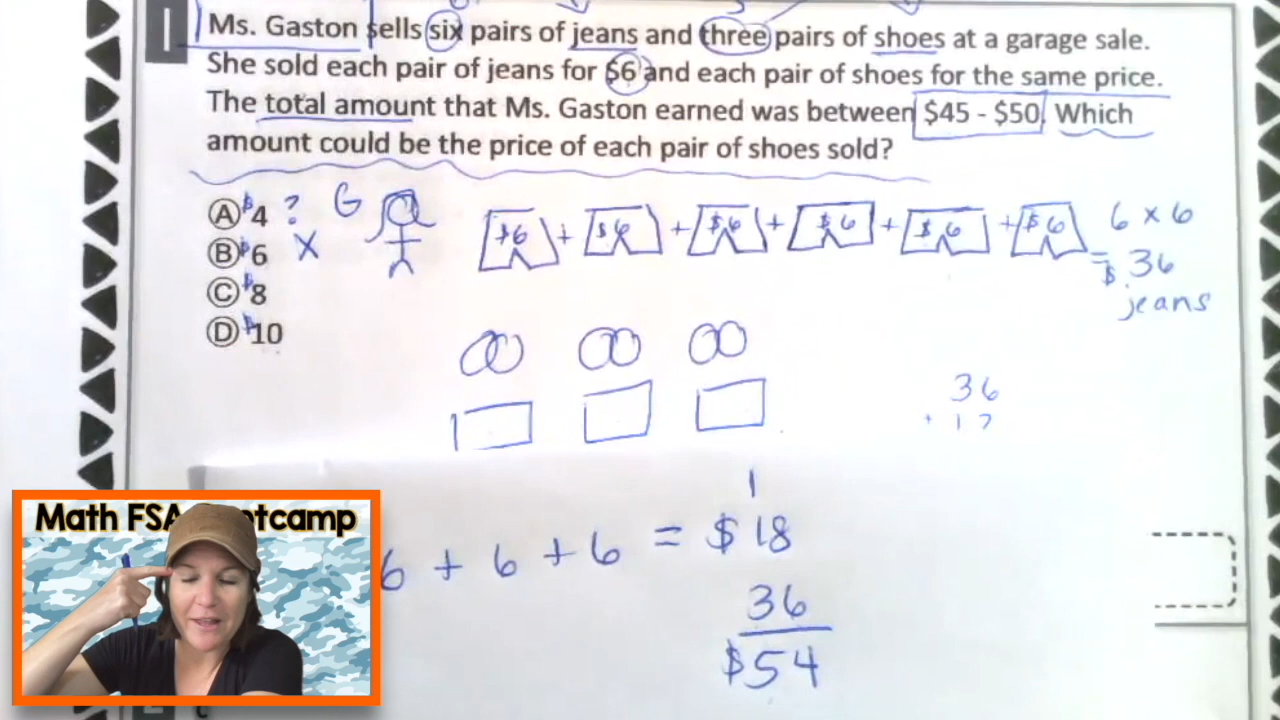 1
Ms. Gaston sells six pairs of jeans and three pairs of shoes at a garage sale.
She sold each pair of jeans for $6 and each pair of shoes for the same price.
The total amount that Ms. Gaston earned was between $45 - $50. Which
amount could be the price of each pair of shoes sold?
A $4 ? G
B $6 X
C $8
D $10
$6 + $6 + $6 + $6 + $6 + $6 6 x 6
= $36
jeans
36
+ 12
1
6 + 6 + 6 = $18
36
$54
Math FSA Bootcamp